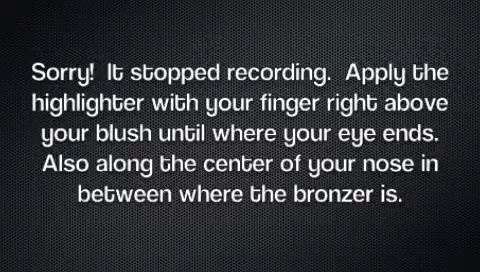 Sorry!  It stopped recording.  Apply the
highlighter with your finger right above
your blush until where your eye ends.
Also along the center of your nose in
between where the bronzer is.